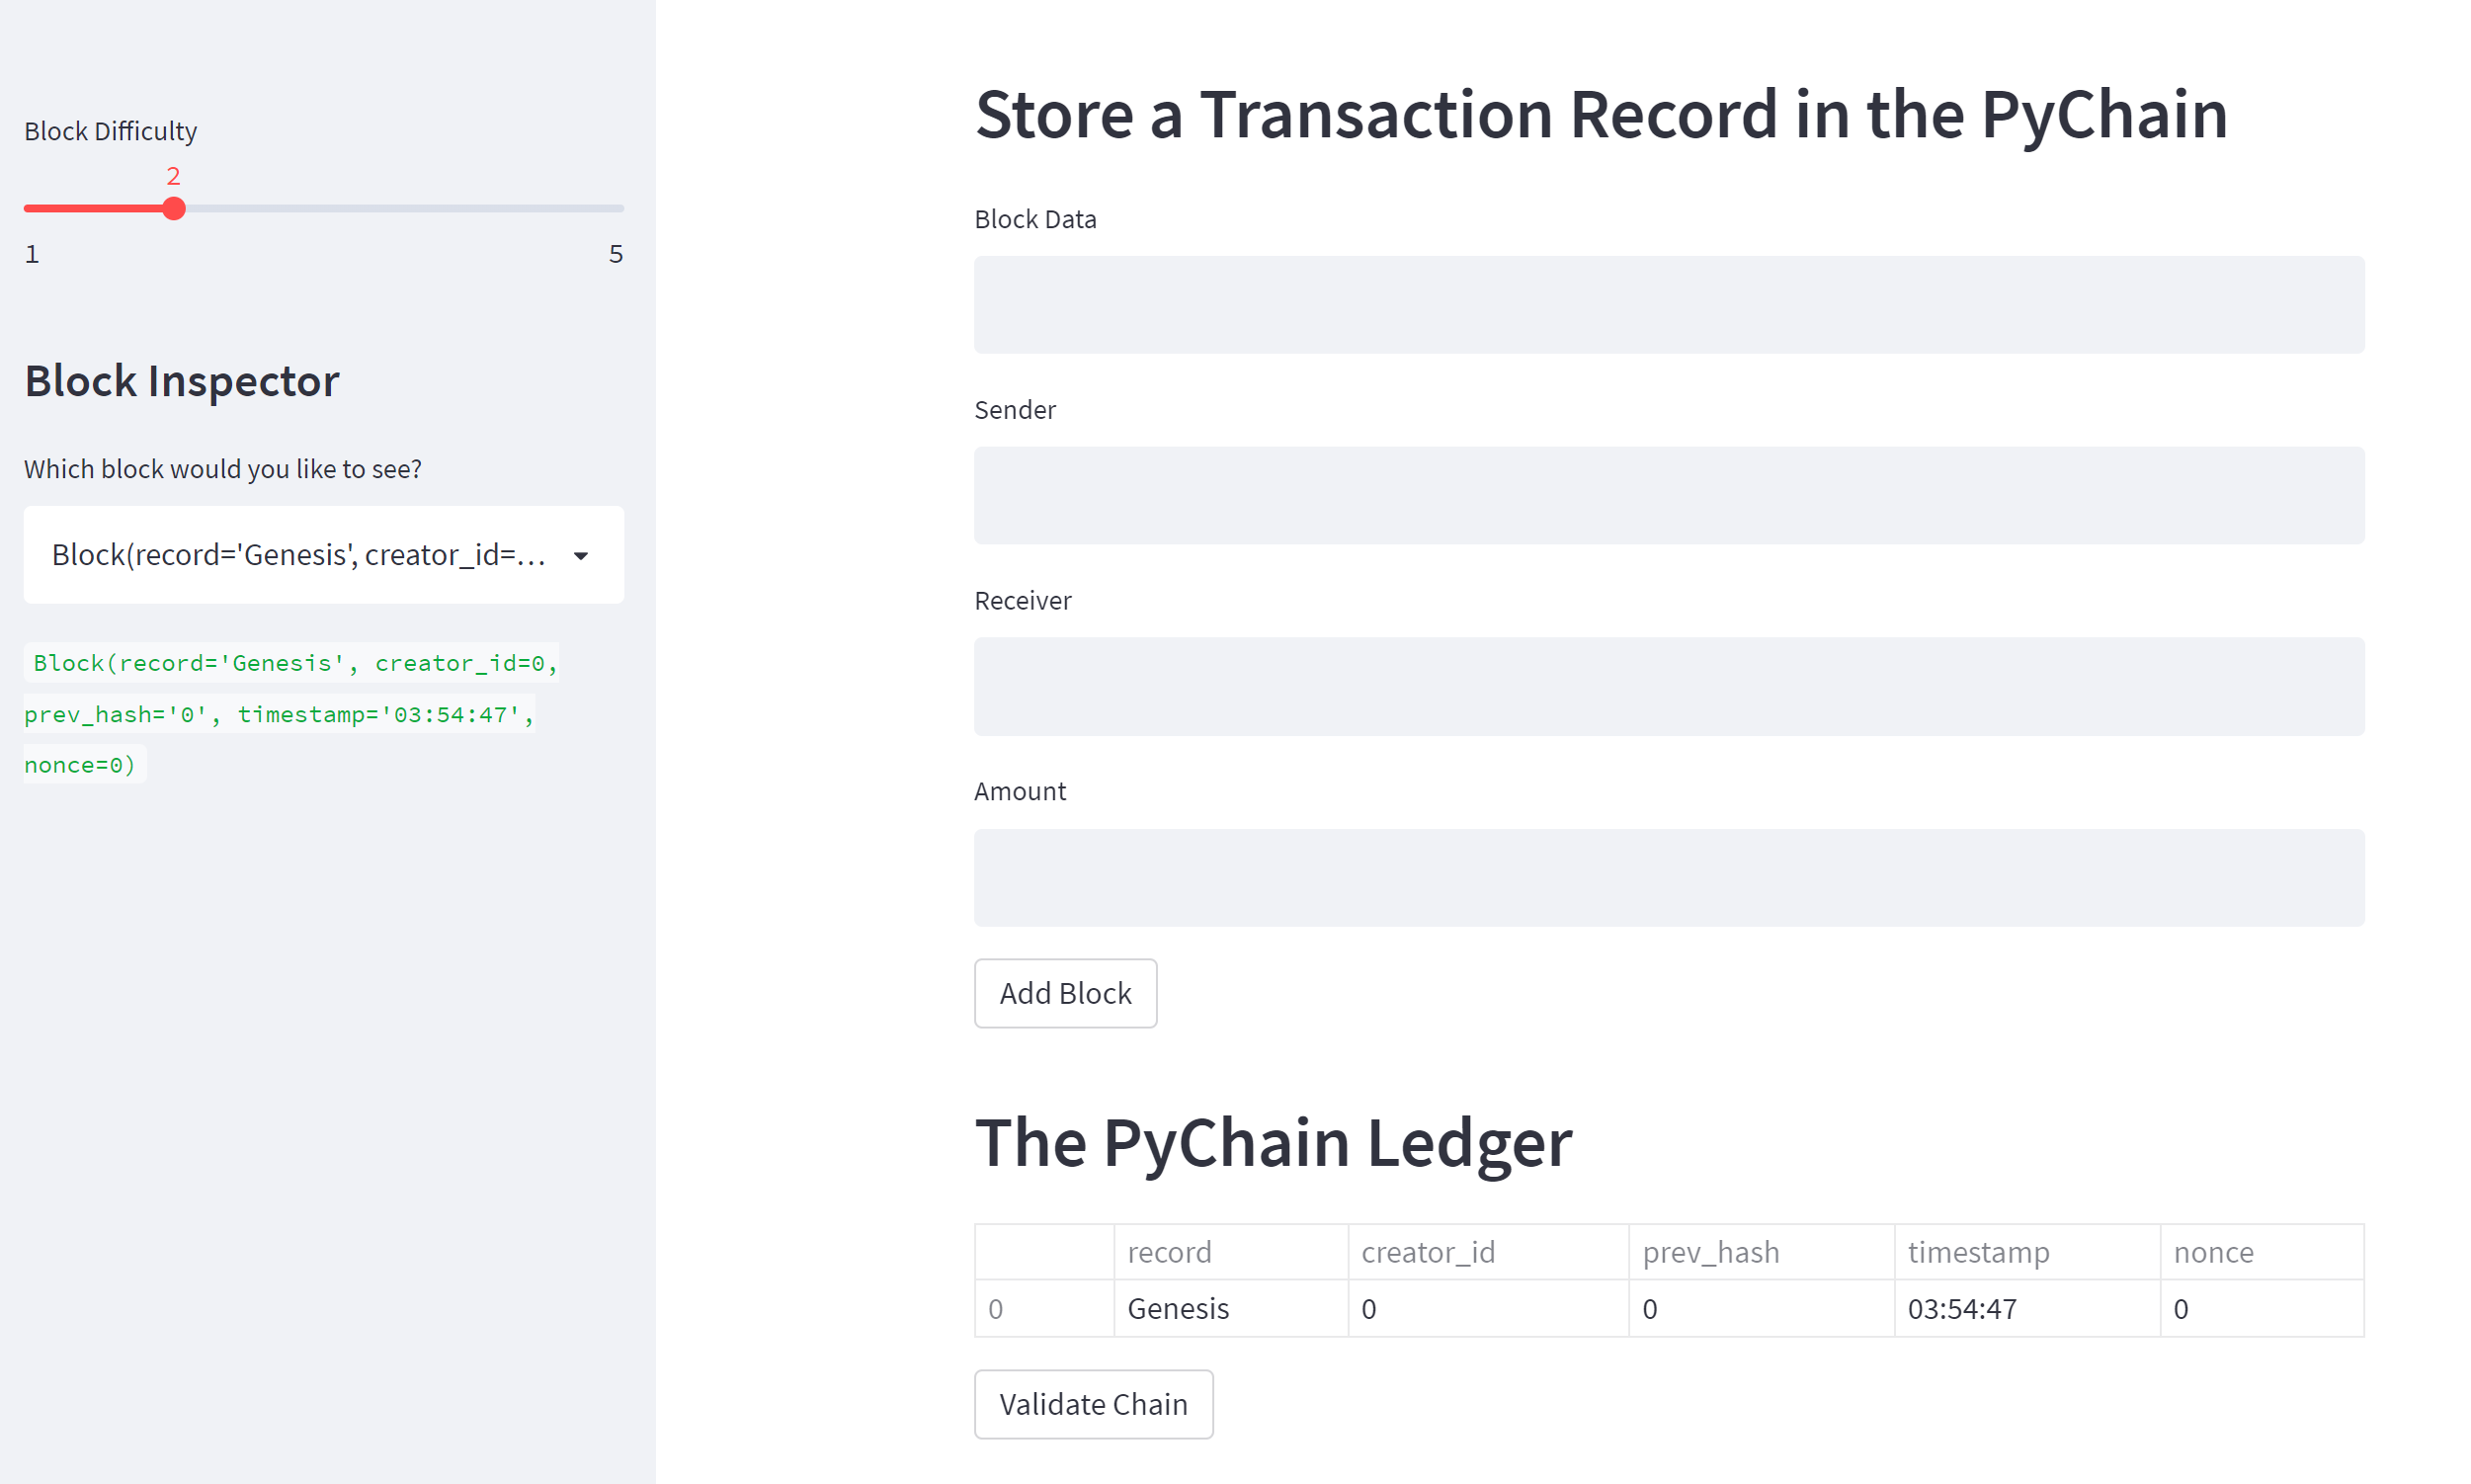 Block Difficulty
2
1 5
Block Inspector
Which block would you like to see?
Block(record='Genesis', creator_id=...
Block(record='Genesis', creator_id=0,
prev_hash='0', timestamp='03:54:47',
nonce=0)
Store a Transaction Record in the PyChain
Block Data
Sender
Receiver
Amount
Add Block
The PyChain Ledger
record creator_id prev_hash timestamp nonce
0 Genesis 0 0 03:54:47 0
Validate Chain